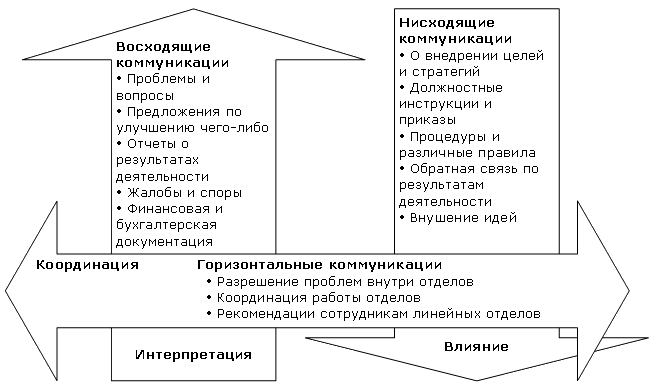 Восходящие
коммуникации
• Проблемы и
вопросы
• Предложения по
улучшению чего-либо
• Отчеты о
результатах
деятельности
• Жалобы и споры
• Финансовая и
бухгалтерская
документация
Нисходящие
коммуникации
• О внедрении целей
и стратегий
• Должностные
инструкции и
приказы
• Процедуры и
различные правила
• Обратная связь по
результатам
деятельности
• Внушение идей
Координация
Горизонтальные коммуникации
• Разрешение проблем внутри отделов
• Координация работы отделов
• Рекомендации сотрудникам линейных отделов
Интерпретация
Влияние